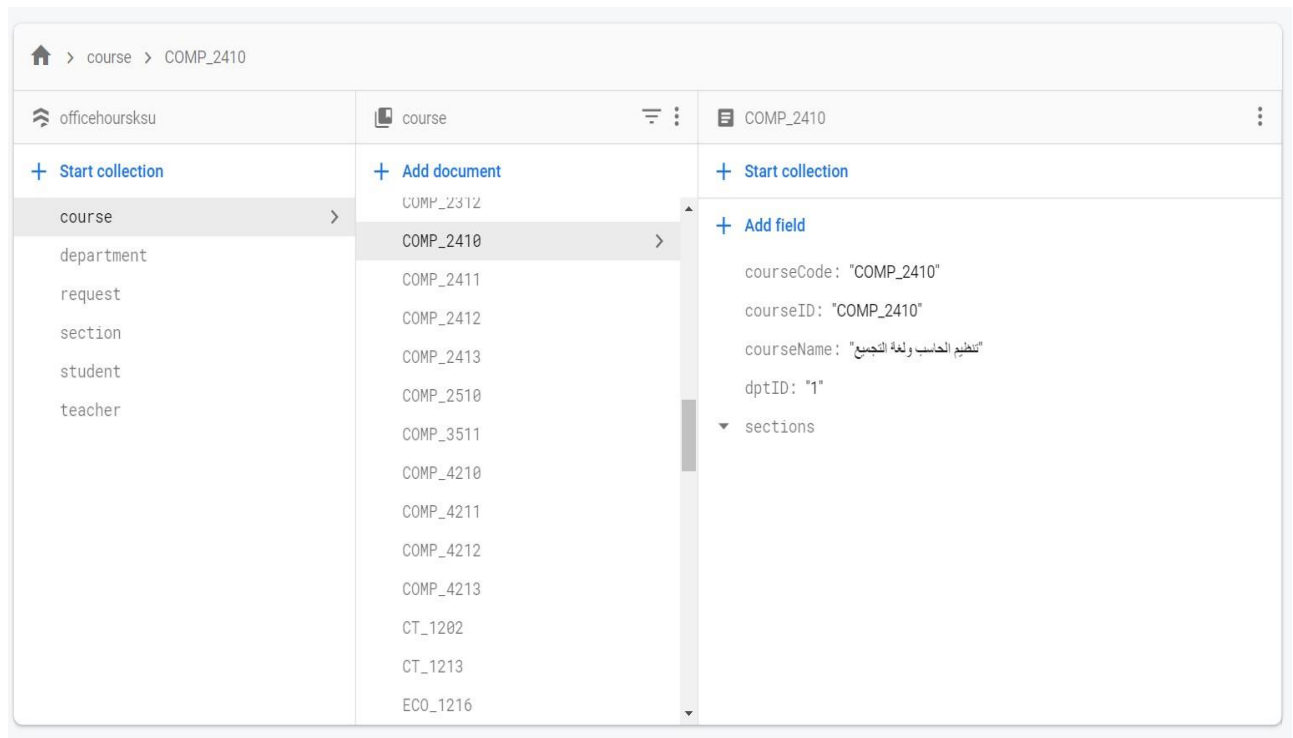 course > COMP_2410
officehoursksu
Start collection
course
department
request
section
student
teacher
course
Add document
COMP_2312
COMP_2410
COMP_2411
COMP_2412
COMP_2413
COMP_2510
COMP_3511
COMP_4210
COMP_4211
COMP_4212
COMP_4213
CT_1202
CT_1213
ECO_1216
COMP_2410
Start collection
Add field
courseCode: "COMP_2410"
courseID: "COMP_2410"
courseName: "تنظيم الحاسب ولغة التجميع"
dptID: "1"
sections